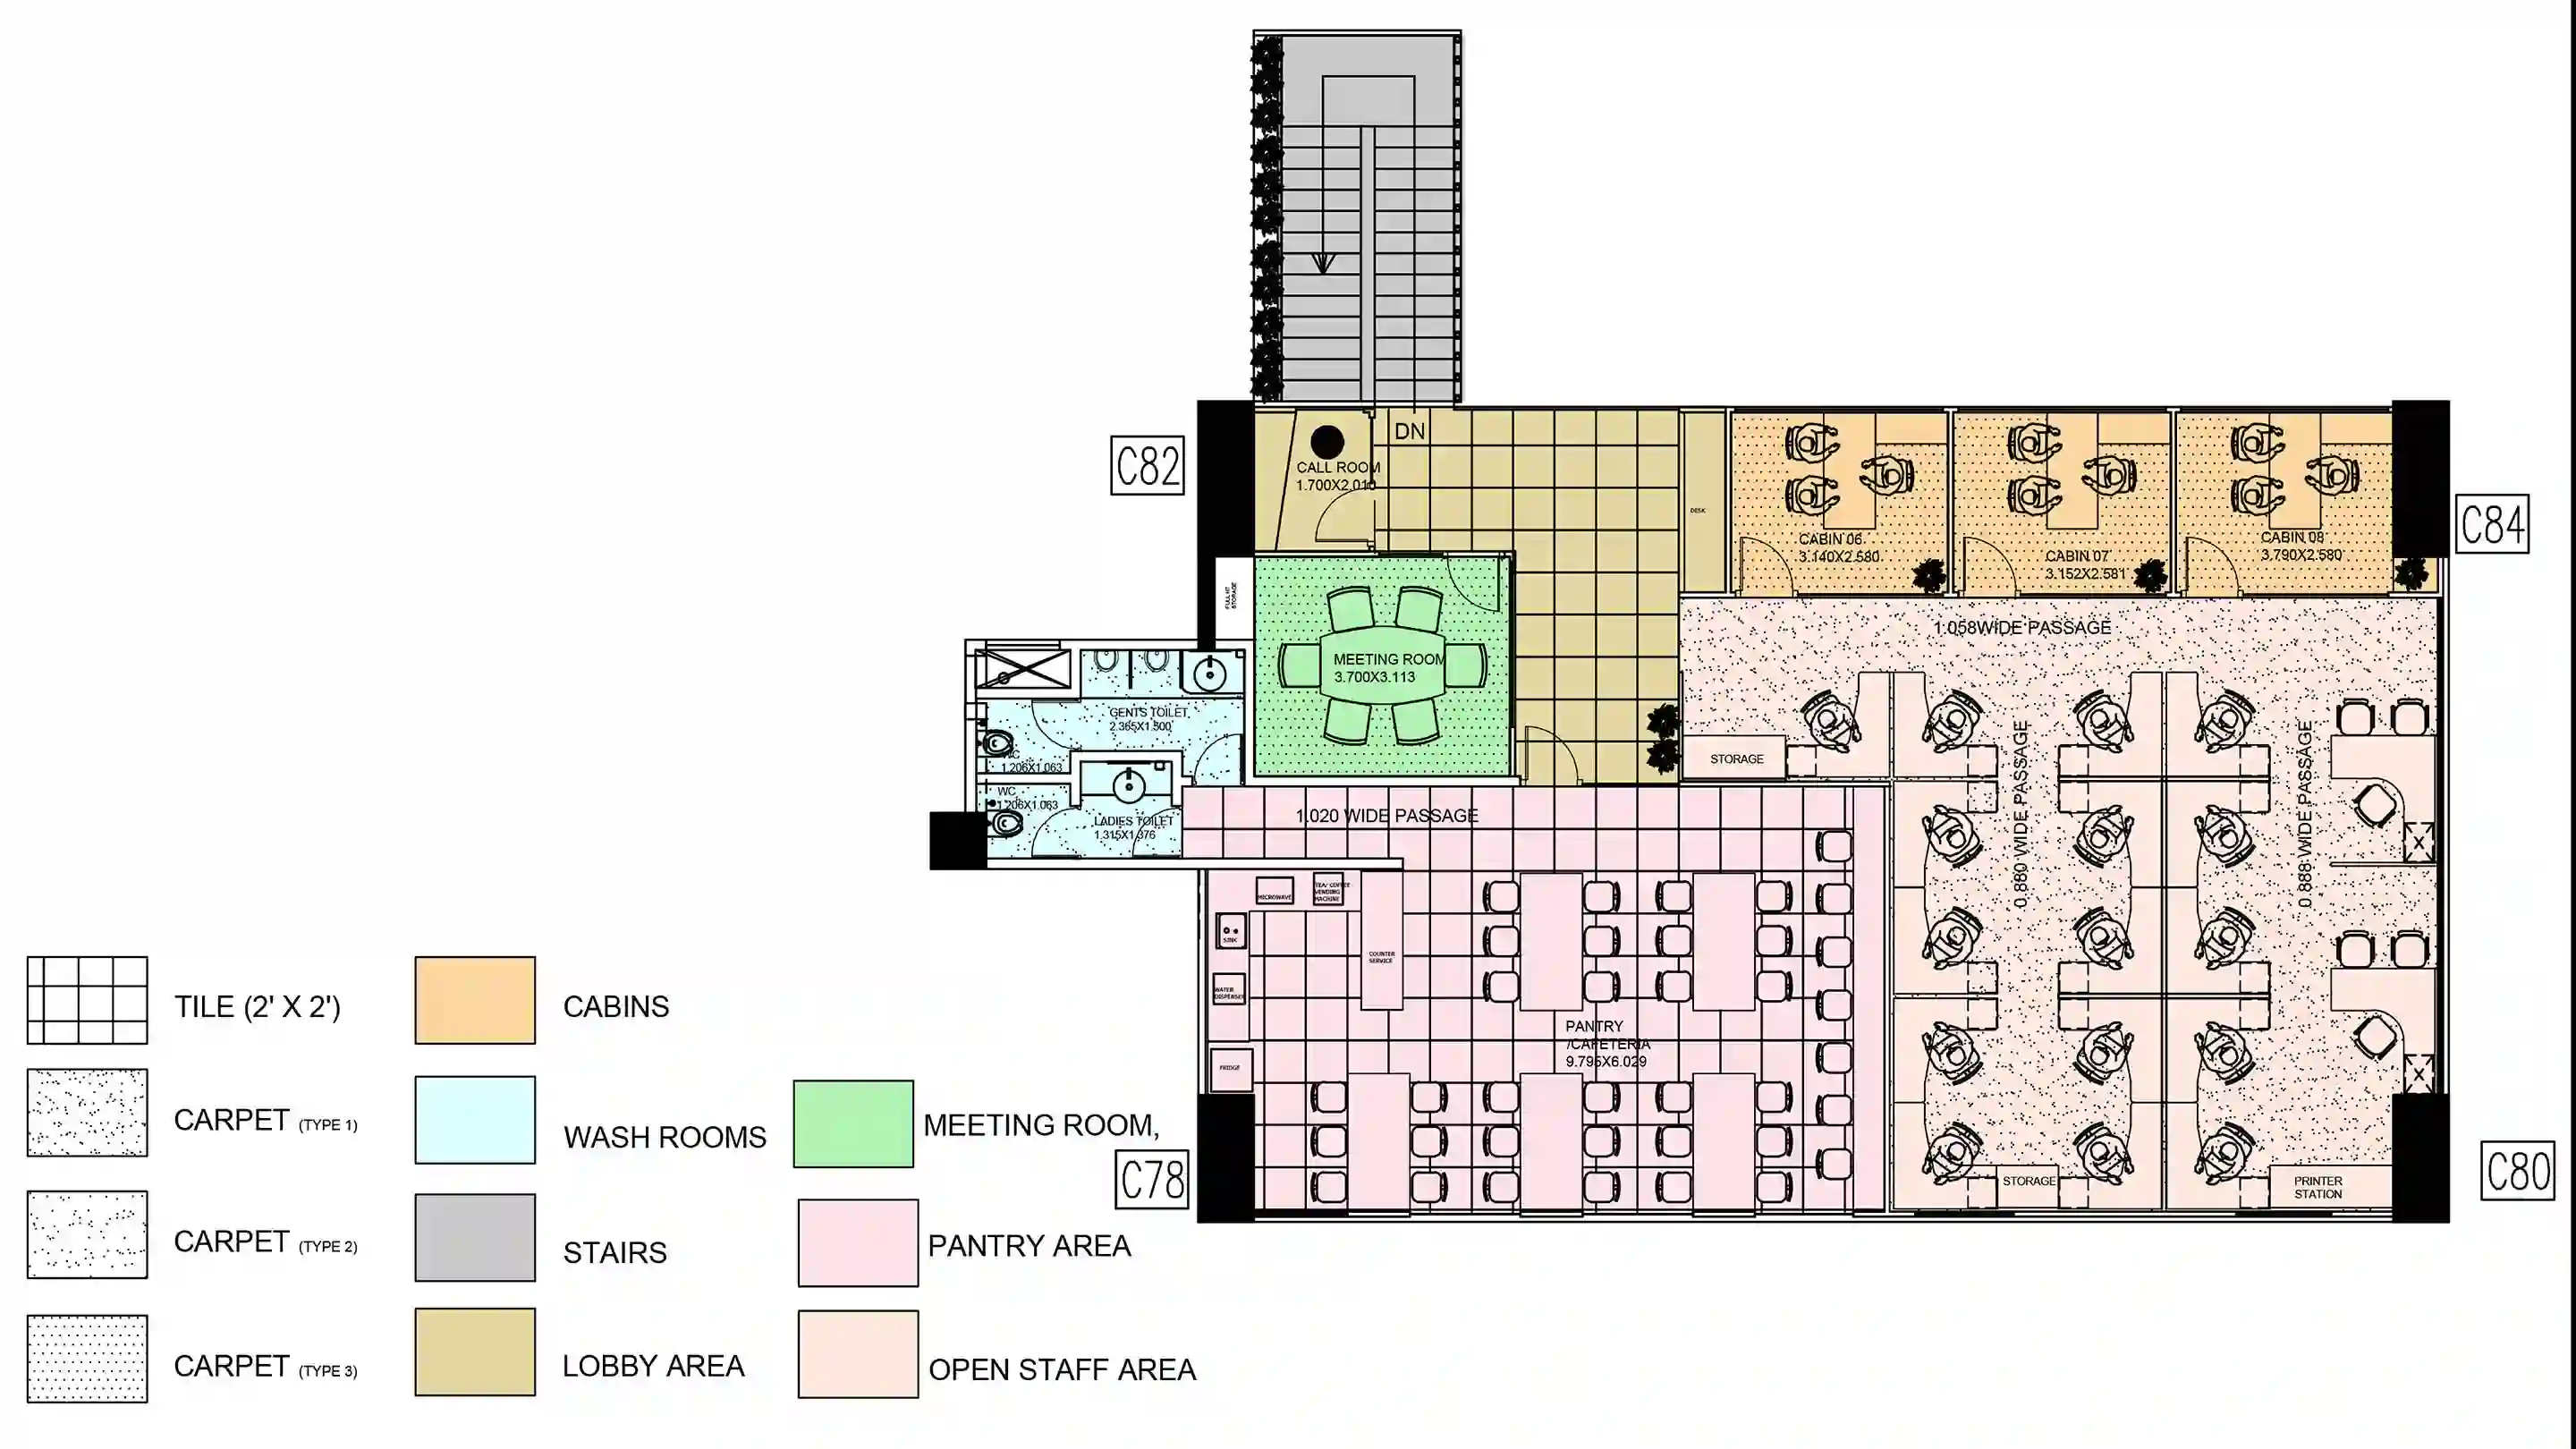 DN
C82
CALL ROOM
1.700X2.010
DESK
CABIN 06
3.140X2.580
CABIN 07
3.152X2.581
CABIN 08
3.790X2.580
C84
FULL HT
STORAGE
1.058WIDE PASSAGE
MEETING ROOM
3.700X3.113
GENTS TOILET
2.365X1.500
WC
1.206X1.063
WC
1.206X1.063
LADIES TOILET
1.315X1.376
STORAGE
0.880 WIDE PASSAGE
0.888 WIDE PASSAGE
1.020 WIDE PASSAGE
MICROWAVE
TEA/ COFFEE
VENDING
MACHINE
SINK
COUNTER
SERVICE
WATER
DISPENSER
PANTRY
/CAFETERIA
9.795X6.029
FRIDGE
C78
STORAGE
PRINTER
STATION
C80
TILE (2' X 2')
CARPET (TYPE 1)
CARPET (TYPE 2)
CARPET (TYPE 3)
CABINS
WASH ROOMS
STAIRS
LOBBY AREA
MEETING ROOM,
PANTRY AREA
OPEN STAFF AREA